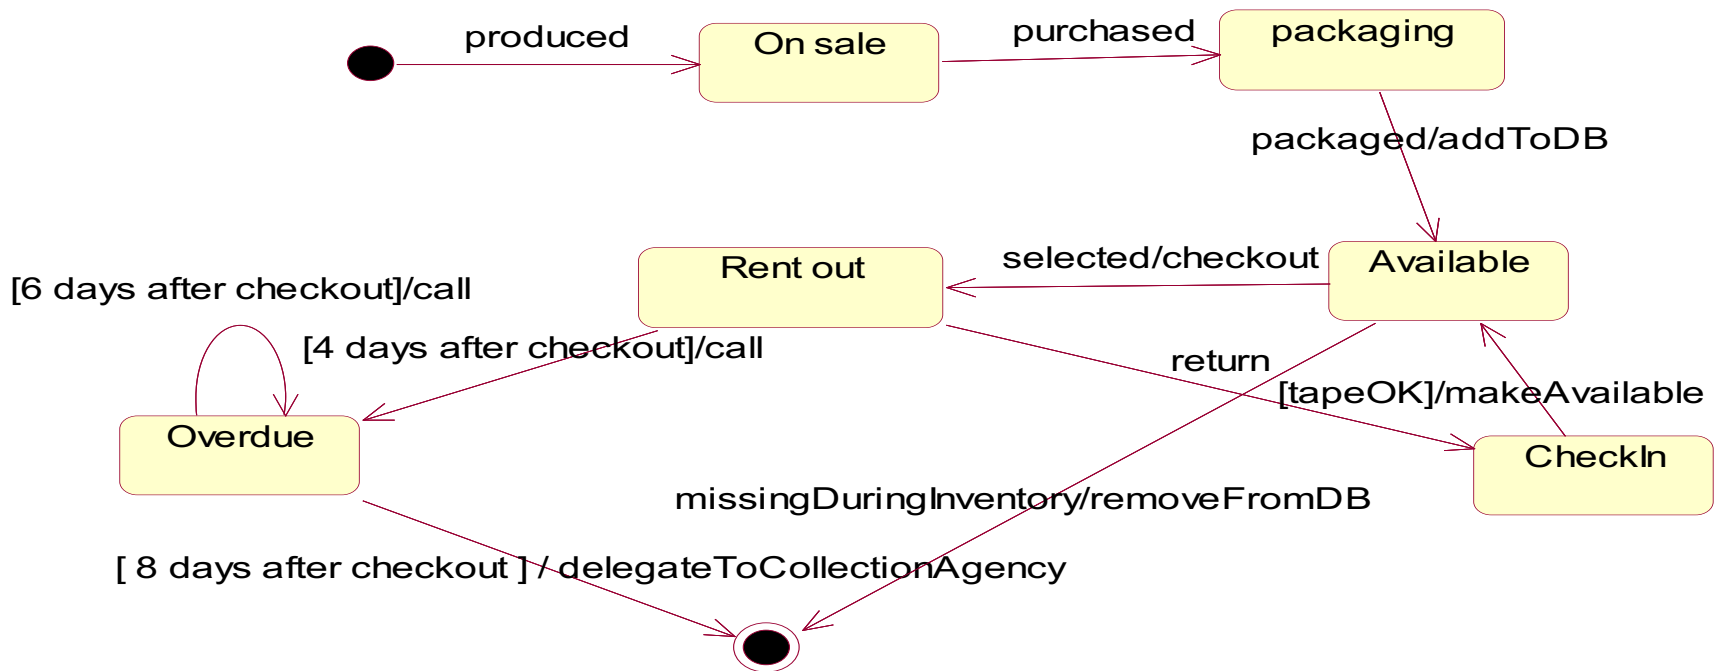 produced
On sale
purchased
packaging
packaged/addToDB
Rent out
selected/checkout
Available
[6 days after checkout]/call
[4 days after checkout]/call
return
[tapeOK]/makeAvailable
Overdue
CheckIn
missingDuringInventory/removeFromDB
[ 8 days after checkout ] / delegateToCollectionAgency